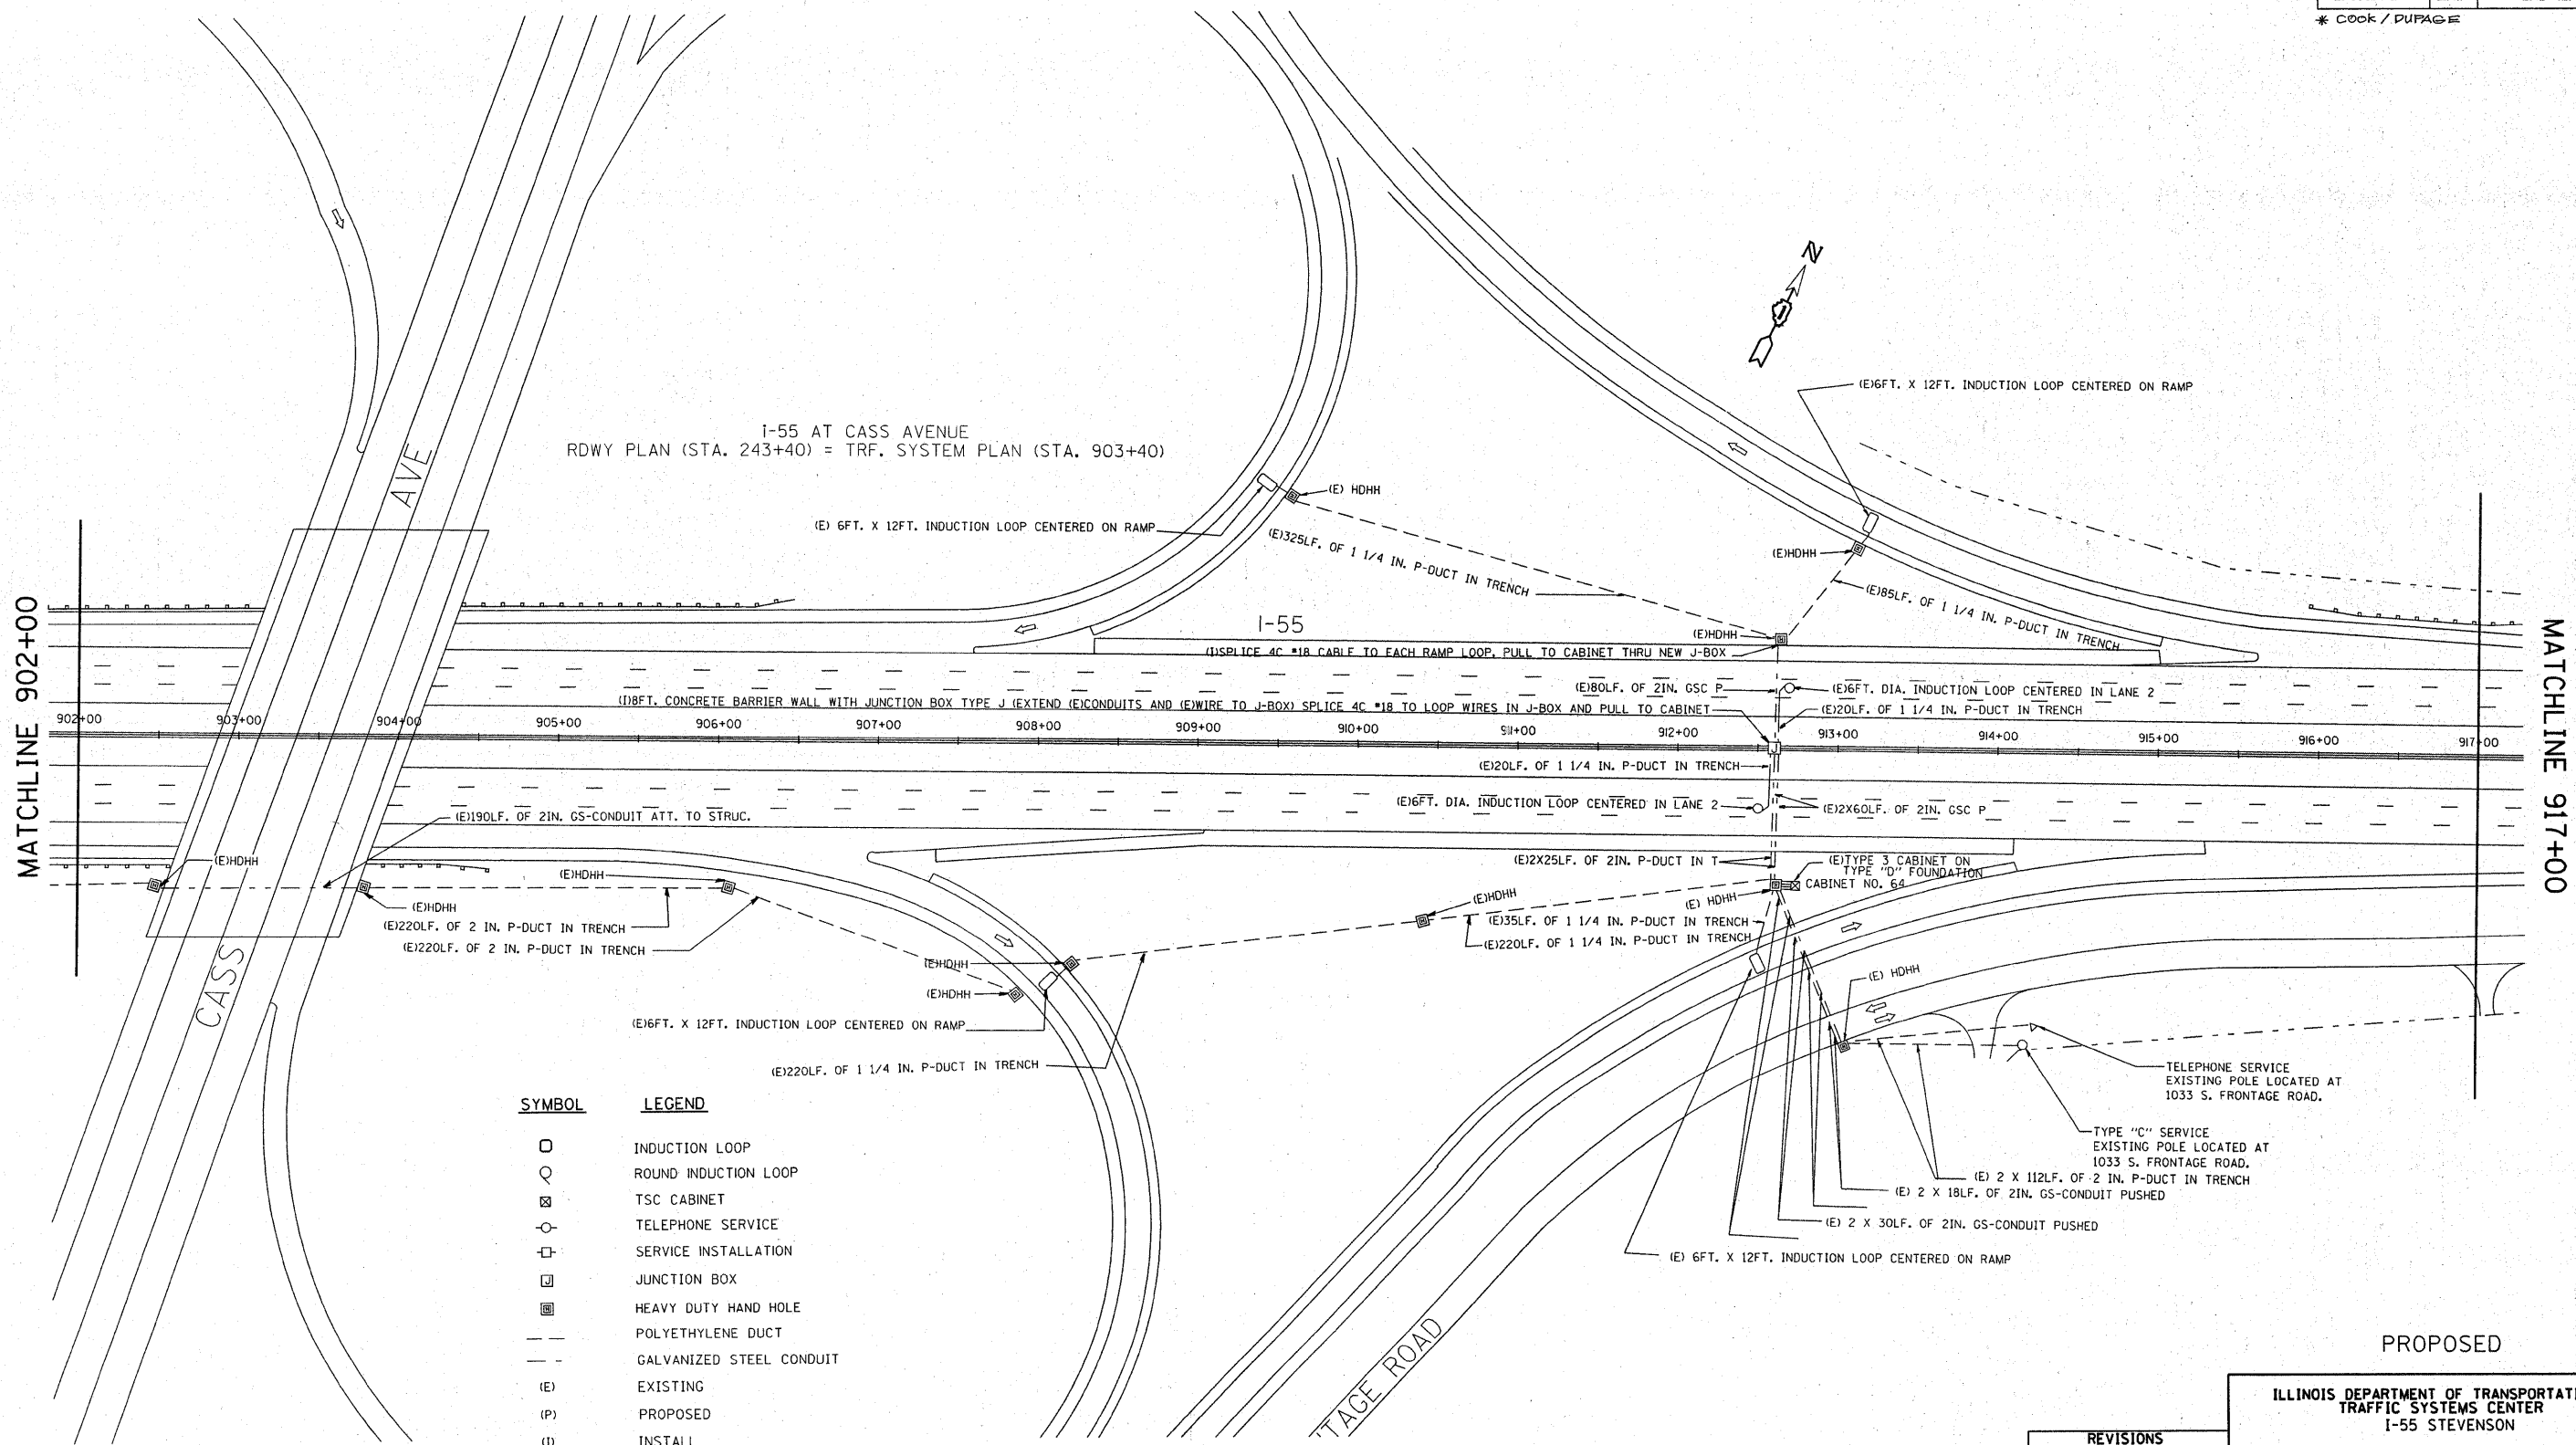 * COOK / DUPAGE
N
(E)6FT. X 12FT. INDUCTION LOOP CENTERED ON RAMP
I-55 AT CASS AVENUE
RDWY PLAN (STA. 243+40) = TRF. SYSTEM PLAN (STA. 903+40)
AVE
(E) HDHH
(E) 6FT. X 12FT. INDUCTION LOOP CENTERED ON RAMP
(E)325LF. OF 1 1/4 IN. P-DUCT IN TRENCH
(E)HDHH
(E)85LF. OF 1 1/4 IN. P-DUCT IN TRENCH
MATCHLINE 902+00
MATCHLINE 917+00
I-55
(E)HDHH
(I)SPLICE 4C #18 CABLE TO EACH RAMP LOOP, PULL TO CABINET THRU NEW J-BOX
(E)80LF. OF 2IN. GSC P
(E)6FT. DIA. INDUCTION LOOP CENTERED IN LANE 2
(I)8FT. CONCRETE BARRIER WALL WITH JUNCTION BOX TYPE J (EXTEND (E)CONDUITS AND (E)WIRE TO J-BOX) SPLICE 4C #18 TO LOOP WIRES IN J-BOX AND PULL TO CABINET
(E)20LF. OF 1 1/4 IN. P-DUCT IN TRENCH
902+00 903+00 904+00 905+00 906+00 907+00 908+00 909+00 910+00 911+00 912+00 913+00 914+00 915+00 916+00 917+00
J
(E)20LF. OF 1 1/4 IN. P-DUCT IN TRENCH
(E)6FT. DIA. INDUCTION LOOP CENTERED IN LANE 2
(E)2X60LF. OF 2IN. GSC P
(E)190LF. OF 2IN. GS-CONDUIT ATT. TO STRUC.
(E)HDHH
(E)HDHH
(E)2X25LF. OF 2IN. P-DUCT IN T
(E)TYPE 3 CABINET ON
TYPE "D" FOUNDATION
CABINET NO. 64
(E)HDHH
(E)HDHH
(E) HDHH
(E)220LF. OF 2 IN. P-DUCT IN TRENCH
(E)220LF. OF 2 IN. P-DUCT IN TRENCH
(E)35LF. OF 1 1/4 IN. P-DUCT IN TRENCH
(E)220LF. OF 1 1/4 IN. P-DUCT IN TRENCH
CASS
(E)HDHH
(E)HDHH
(E) HDHH
(E)6FT. X 12FT. INDUCTION LOOP CENTERED ON RAMP
(E)220LF. OF 1 1/4 IN. P-DUCT IN TRENCH
TELEPHONE SERVICE
EXISTING POLE LOCATED AT
1033 S. FRONTAGE ROAD.
TYPE "C" SERVICE
EXISTING POLE LOCATED AT
1033 S. FRONTAGE ROAD.
(E) 2 X 112LF. OF 2 IN. P-DUCT IN TRENCH
(E) 2 X 18LF. OF 2IN. GS-CONDUIT PUSHED
(E) 2 X 30LF. OF 2IN. GS-CONDUIT PUSHED
(E) 6FT. X 12FT. INDUCTION LOOP CENTERED ON RAMP
SYMBOL LEGEND
INDUCTION LOOP
ROUND INDUCTION LOOP
TSC CABINET
TELEPHONE SERVICE
SERVICE INSTALLATION
J JUNCTION BOX
HEAVY DUTY HAND HOLE
POLYETHYLENE DUCT
GALVANIZED STEEL CONDUIT
(E) EXISTING
(P) PROPOSED
(I) INSTALL
TAGE ROAD
PROPOSED
ILLINOIS DEPARTMENT OF TRANSPORTAT
TRAFFIC SYSTEMS CENTER
I-55 STEVENSON
REVISIONS